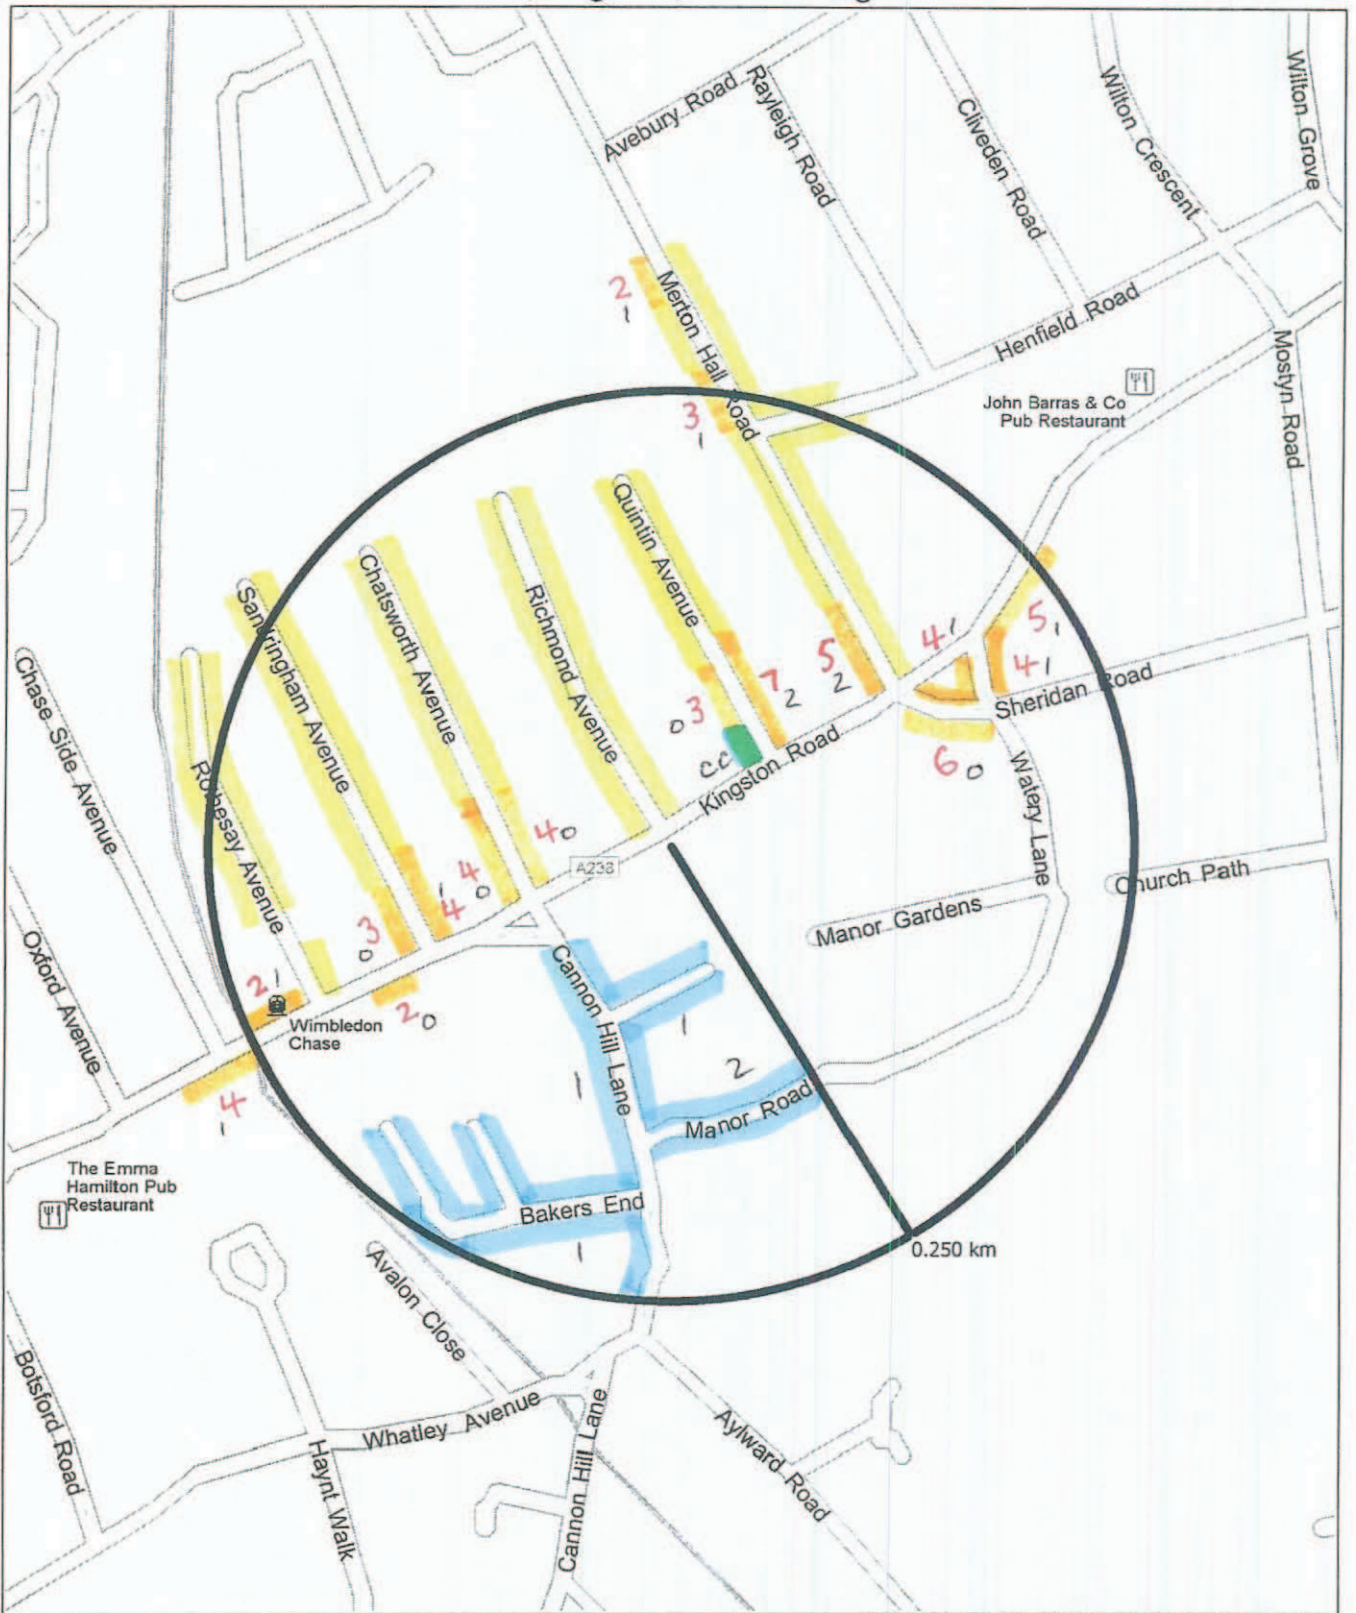 Avebury Road
Rayleigh Road
Cliveden Road
Wilton Crescent
Wilton Grove
2
1
Merton Hall Road
Henfield Road
Mostyn Road
John Barras & Co
Pub Restaurant
3
1
Quintin Avenue
Chatsworth Avenue
Sandringham Avenue
Richmond Avenue
Rothesay Avenue
Chase Side Avenue
Oxford Avenue
5
2
7
2
3
0
CC
4
1
5
1
4
1
Sheridan Road
6
0
Kingston Road
Watery Lane
Church Path
Manor Gardens
A238
4
0
4
0
1
4
3
0
2
1
2
0
Wimbledon
Chase
4
1
Cannon Hill Lane
1
1
2
Manor Road
Bakers End
1
The Emma
Hamilton Pub
Restaurant
0.250 km
Avalon Close
Botsford Road
Whatley Avenue
Haynt Walk
Cannon Hill Lane
Aylward Road